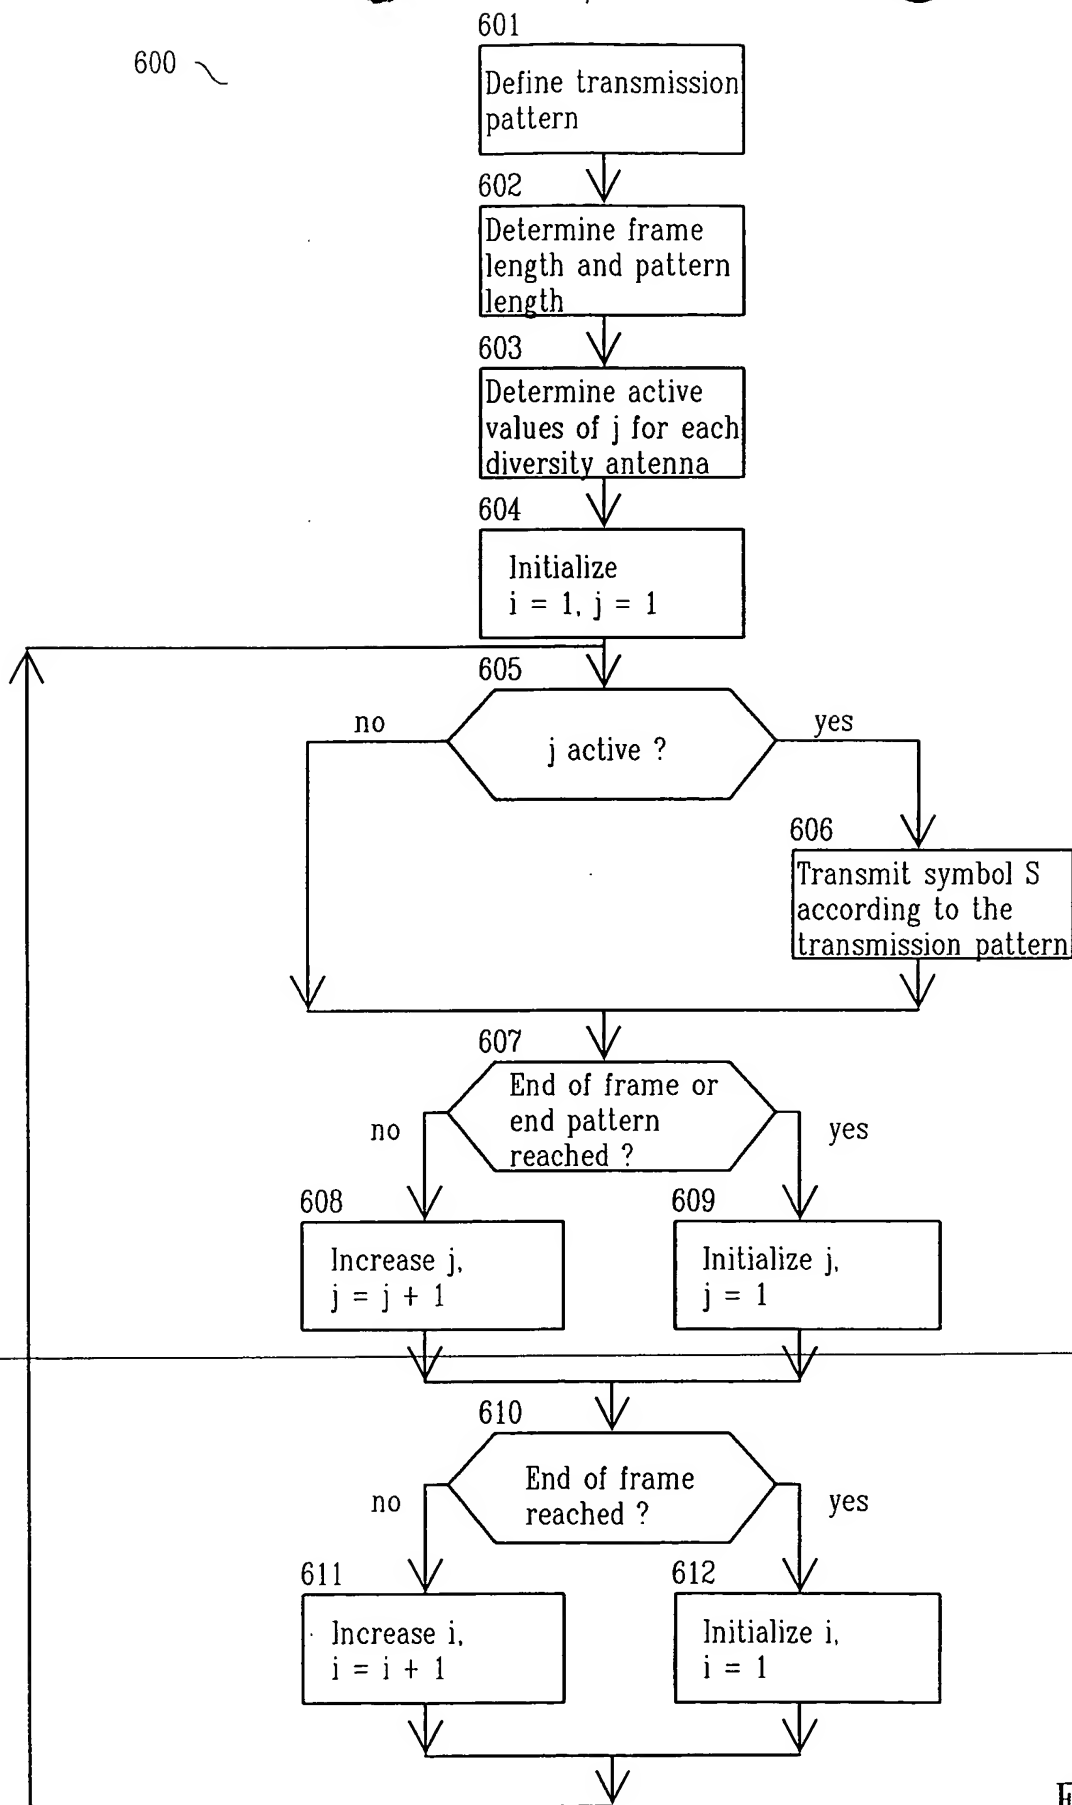 601
600
Define transmission
pattern
602
Determine frame
length and pattern
length
603
Determine active
values of j for each
diversity antenna
604
Initialize
i = 1, j = 1
605
no
yes
j active ?
606
Transmit symbol S
according to the
transmission pattern
607
End of frame or
end pattern
reached ?
no
yes
608
609
Increase j,
j = j + 1
Initialize j,
j = 1
610
End of frame
reached ?
no
yes
611
612
Increase i,
i = i + 1
Initialize i,
i = 1